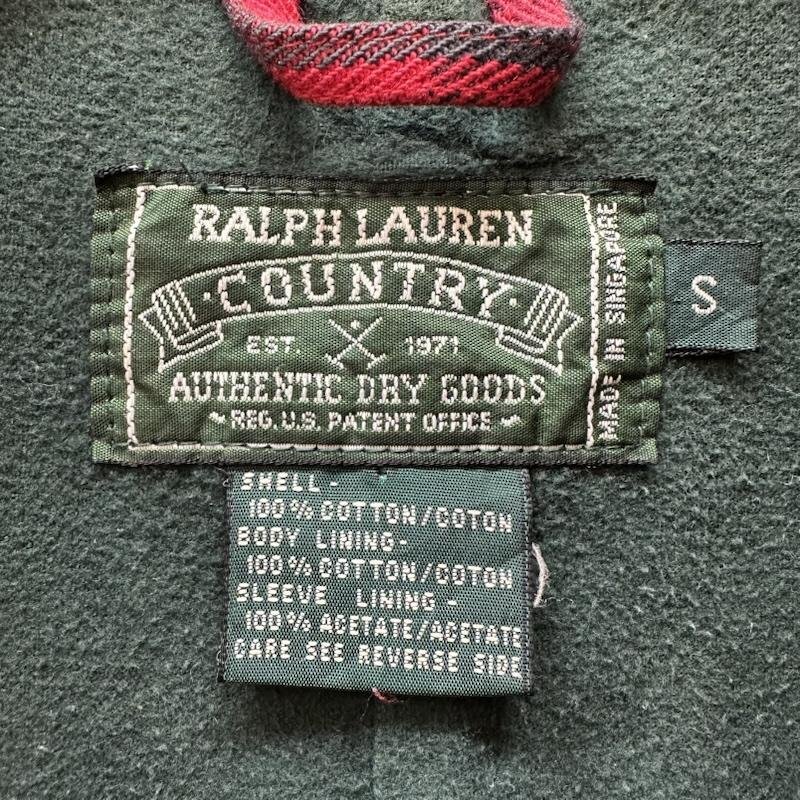 RALPH LAUREN
·COUNTRY·
EST. 1971
AUTHENTIC DRY GOODS
~REG. U.S. PATENT OFFICE~
MADE IN SINGAPORE
S
SHELL-
100% COTTON/COTON
BODY LINING-
100% COTTON/COTON
SLEEVE LINING-
100% ACETATE/ACETATE
CARE SEE REVERSE SIDE